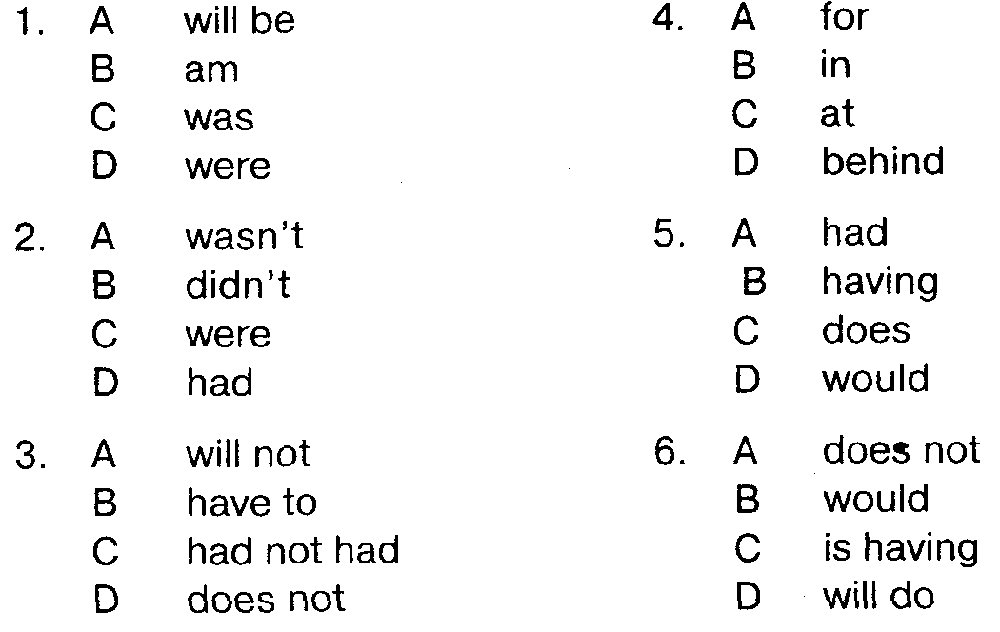 1. A will be
B am
C was
D were
2. A wasn't
B didn't
C were
D had
3. A will not
B have to
C had not had
D does not
4. A for
B in
C at
D behind
5. A had
B having
C does
D would
6. A does not
B would
C is having
D will do